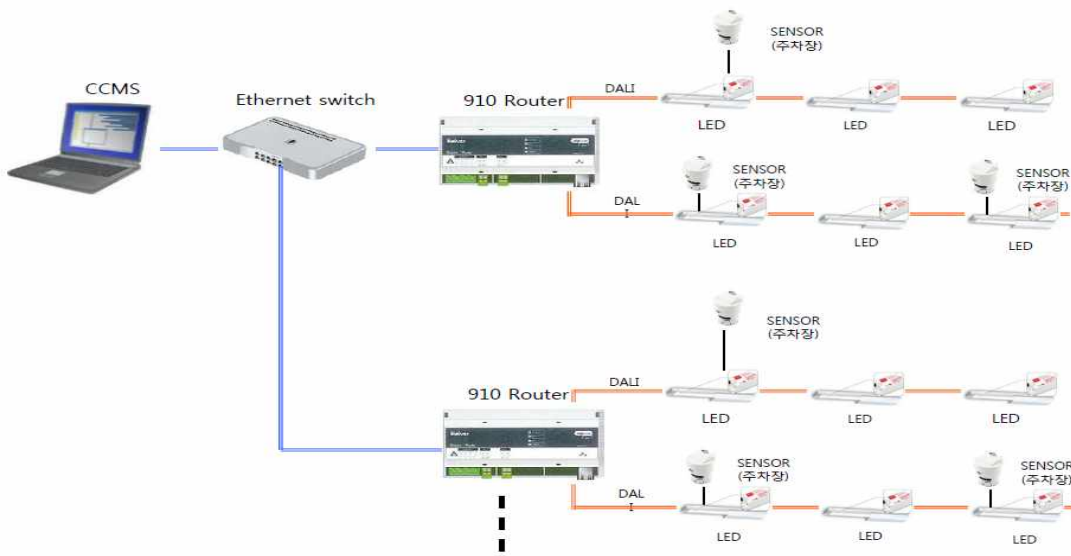 SENSOR
(주차장)
CCMS
Ethernet switch
910 Router
DALI
LED
LED
LED
SENSOR
(주차장)
SENSOR
(주차장)
DAL
I
LED
LED
LED
SENSOR
(주차장)
910 Router
DALI
LED
LED
LED
SENSOR
(주차장)
SENSOR
(주차장)
DAL
I
LED
LED
LED